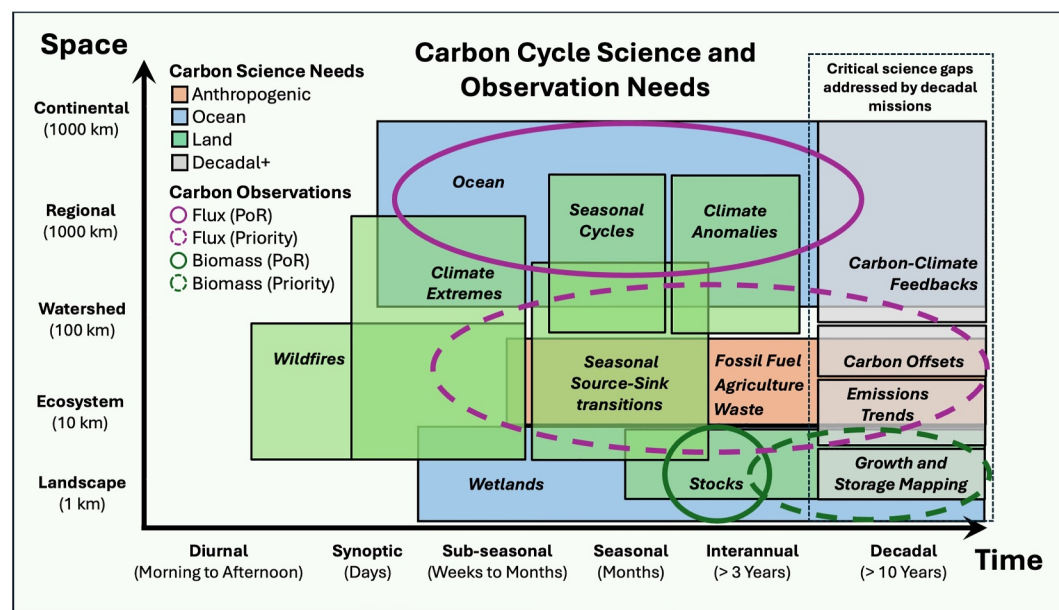 Space
Carbon Cycle Science and
Observation Needs
Critical science gaps
addressed by decadal
missions
Carbon Science Needs
Anthropogenic
Ocean
Land
Decadal+
Carbon Observations
Flux (PoR)
Flux (Priority)
Biomass (PoR)
Biomass (Priority)
Continental
(1000 km)
Regional
(1000 km)
Watershed
(100 km)
Ecosystem
(10 km)
Landscape
(1 km)
Ocean
Seasonal
Cycles
Climate
Anomalies
Climate
Extremes
Carbon-Climate
Feedbacks
Wildfires
Seasonal
Source-Sink
transitions
Fossil Fuel
Agriculture
Waste
Carbon Offsets
Emissions
Trends
Wetlands
Stocks
Growth and
Storage Mapping
Diurnal
(Morning to Afternoon)
Synoptic
(Days)
Sub-seasonal
(Weeks to Months)
Seasonal
(Months)
Interannual
(> 3 Years)
Decadal
(> 10 Years)
Time